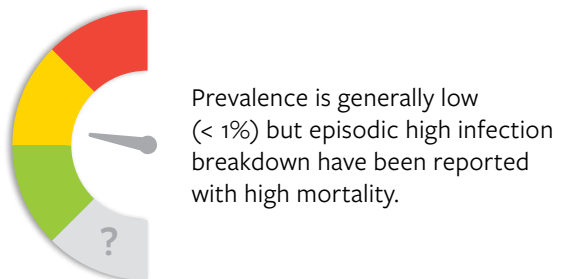 Prevalence is generally low
(< 1%) but episodic high infection
breakdown have been reported
with high mortality.
?